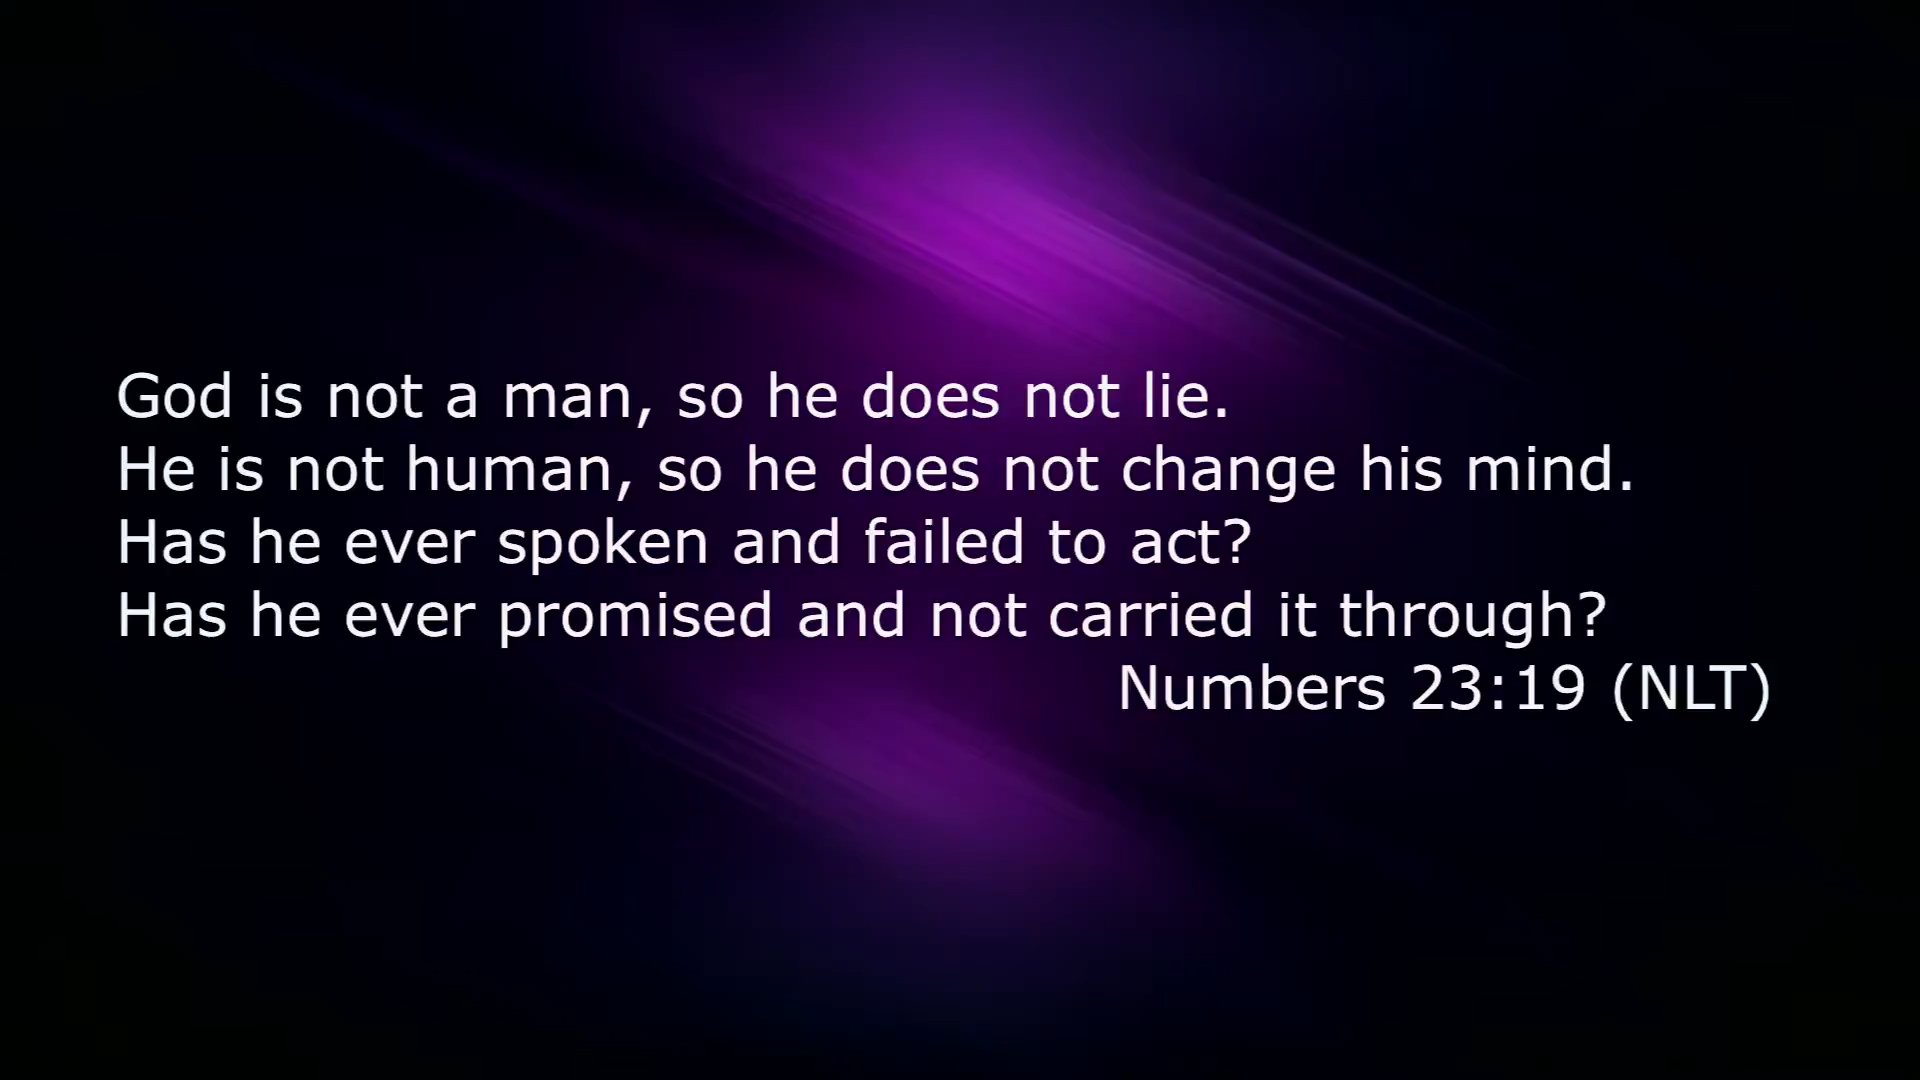 God is not a man, so he does not lie.
He is not human, so he does not change his mind.
Has he ever spoken and failed to act?
Has he ever promised and not carried it through?
Numbers 23:19 (NLT)